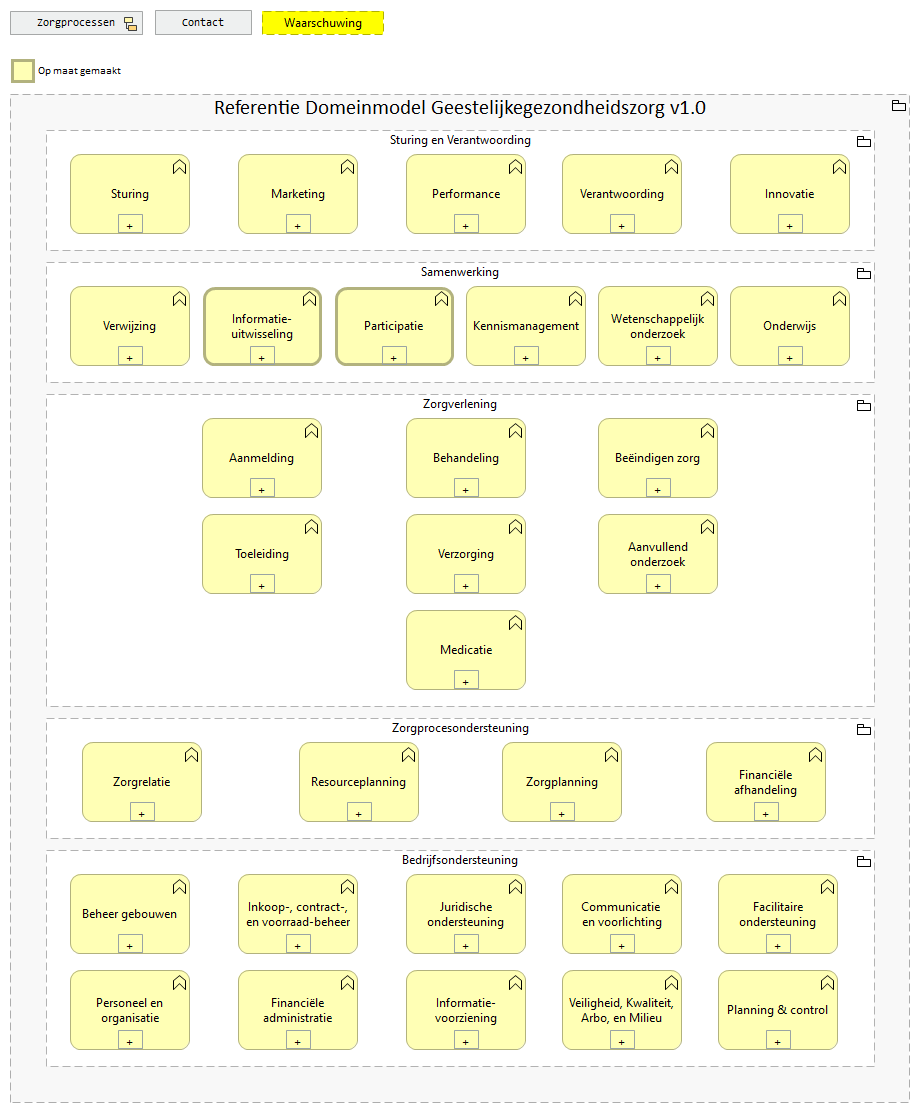 Zorgprocessen
Contact
Waarschuwing
Op maat gemaakt
Referentie Domeinmodel Geestelijkegezondheidszorg v1.0
Sturing en Verantwoording
Sturing
Marketing
Performance
Verantwoording
Innovatie
+
+
+
+
+
Samenwerking
Verwijzing
Informatie-
uitwisseling
Participatie
Kennismanagement
Wetenschappelijk
onderzoek
Onderwijs
+
+
+
+
+
+
Zorgverlening
Aanmelding
Behandeling
Beëindigen zorg
+
+
+
Toeleiding
Verzorging
Aanvullend
onderzoek
+
+
+
Medicatie
+
Zorgprocesondersteuning
Zorgrelatie
Resourceplanning
Zorgplanning
Financiële
afhandeling
+
+
+
+
Bedrijfsondersteuning
Beheer gebouwen
Inkoop-, contract-,
en voorraad-beheer
Juridische
ondersteuning
Communicatie
en voorlichting
Facilitaire
ondersteuning
+
+
+
+
+
Personeel en
organisatie
Financiële
administratie
Informatie-
voorziening
Veiligheid, Kwaliteit,
Arbo, en Milieu
Planning & control
+
+
+
+
+